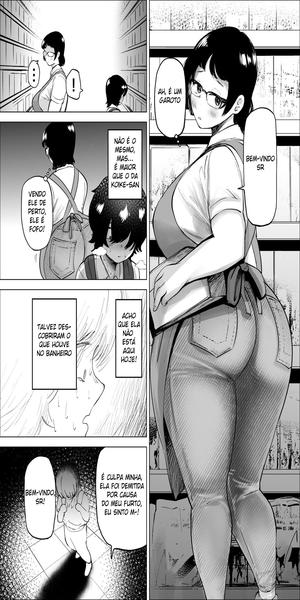 ...
!
AH, É UM
GAROTO
BEM-VINDO
SR
NÃO É O
MESMO,
MAS...
É MAIOR
QUE O DA
KOIKE-SAN
VENDO
ELE DE
PERTO,
ELE É
FOFO!
ACHO
QUE ELA
NÃO
ESTÁ
AQUI
HOJE!
TALVEZ DES-
COBRIRAM O
QUE HOUVE
NO BANHEIRO
É CULPA MINHA,
ELA FOI DEMITIDA
POR CAUSA
DO MEU FURTO,
EU SINTO M-!
BEM-VINDO,
SR!